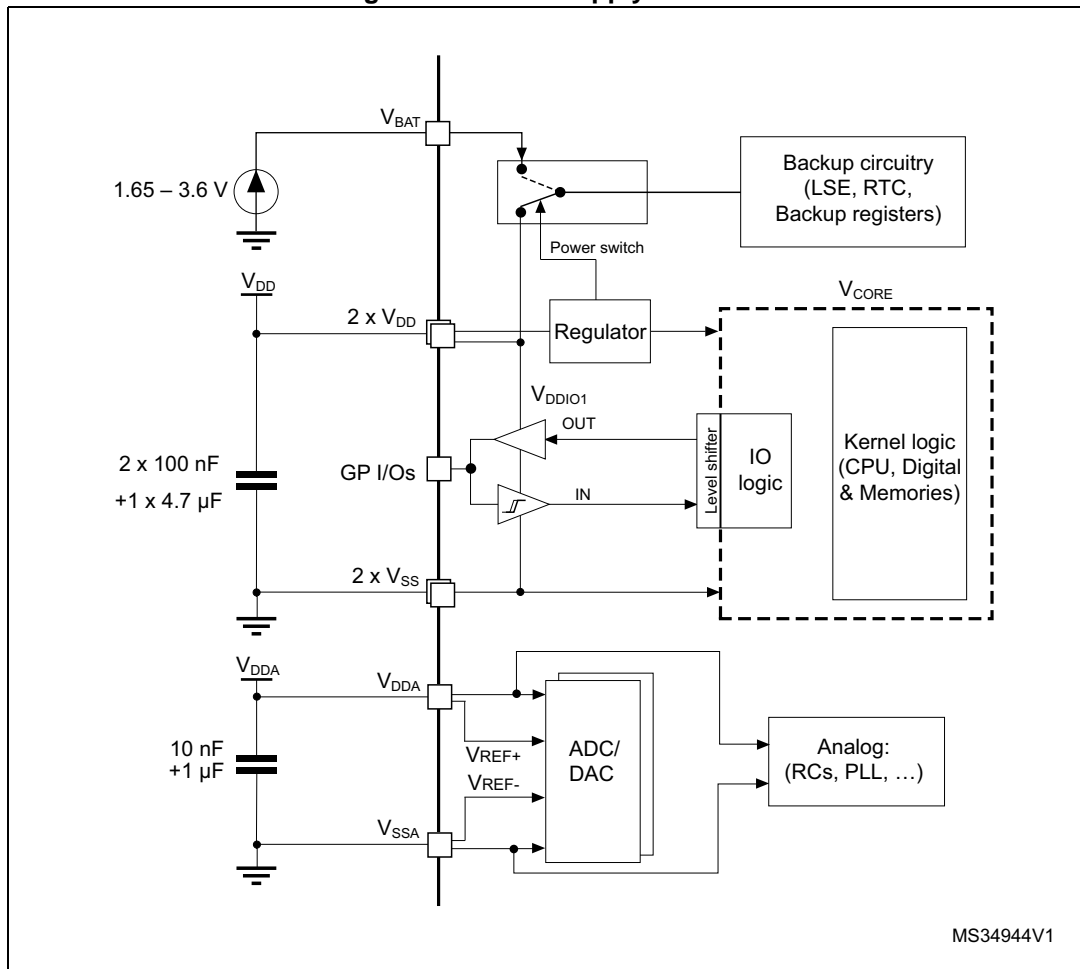 V_BAT
1.65 – 3.6 V
Backup circuitry
(LSE, RTC,
Backup registers)
Power switch
V_DD
2 x V_DD
Regulator
V_CORE
V_DDIO1
OUT
GP I/Os
IN
Level shifter
IO
logic
Kernel logic
(CPU, Digital
& Memories)
2 x 100 nF
+1 x 4.7 μF
2 x V_SS
V_DDA
V_DDA
10 nF
+1 μF
VREF+
VREF-
ADC/
DAC
Analog:
(RCs, PLL, …)
V_SSA
MS34944V1